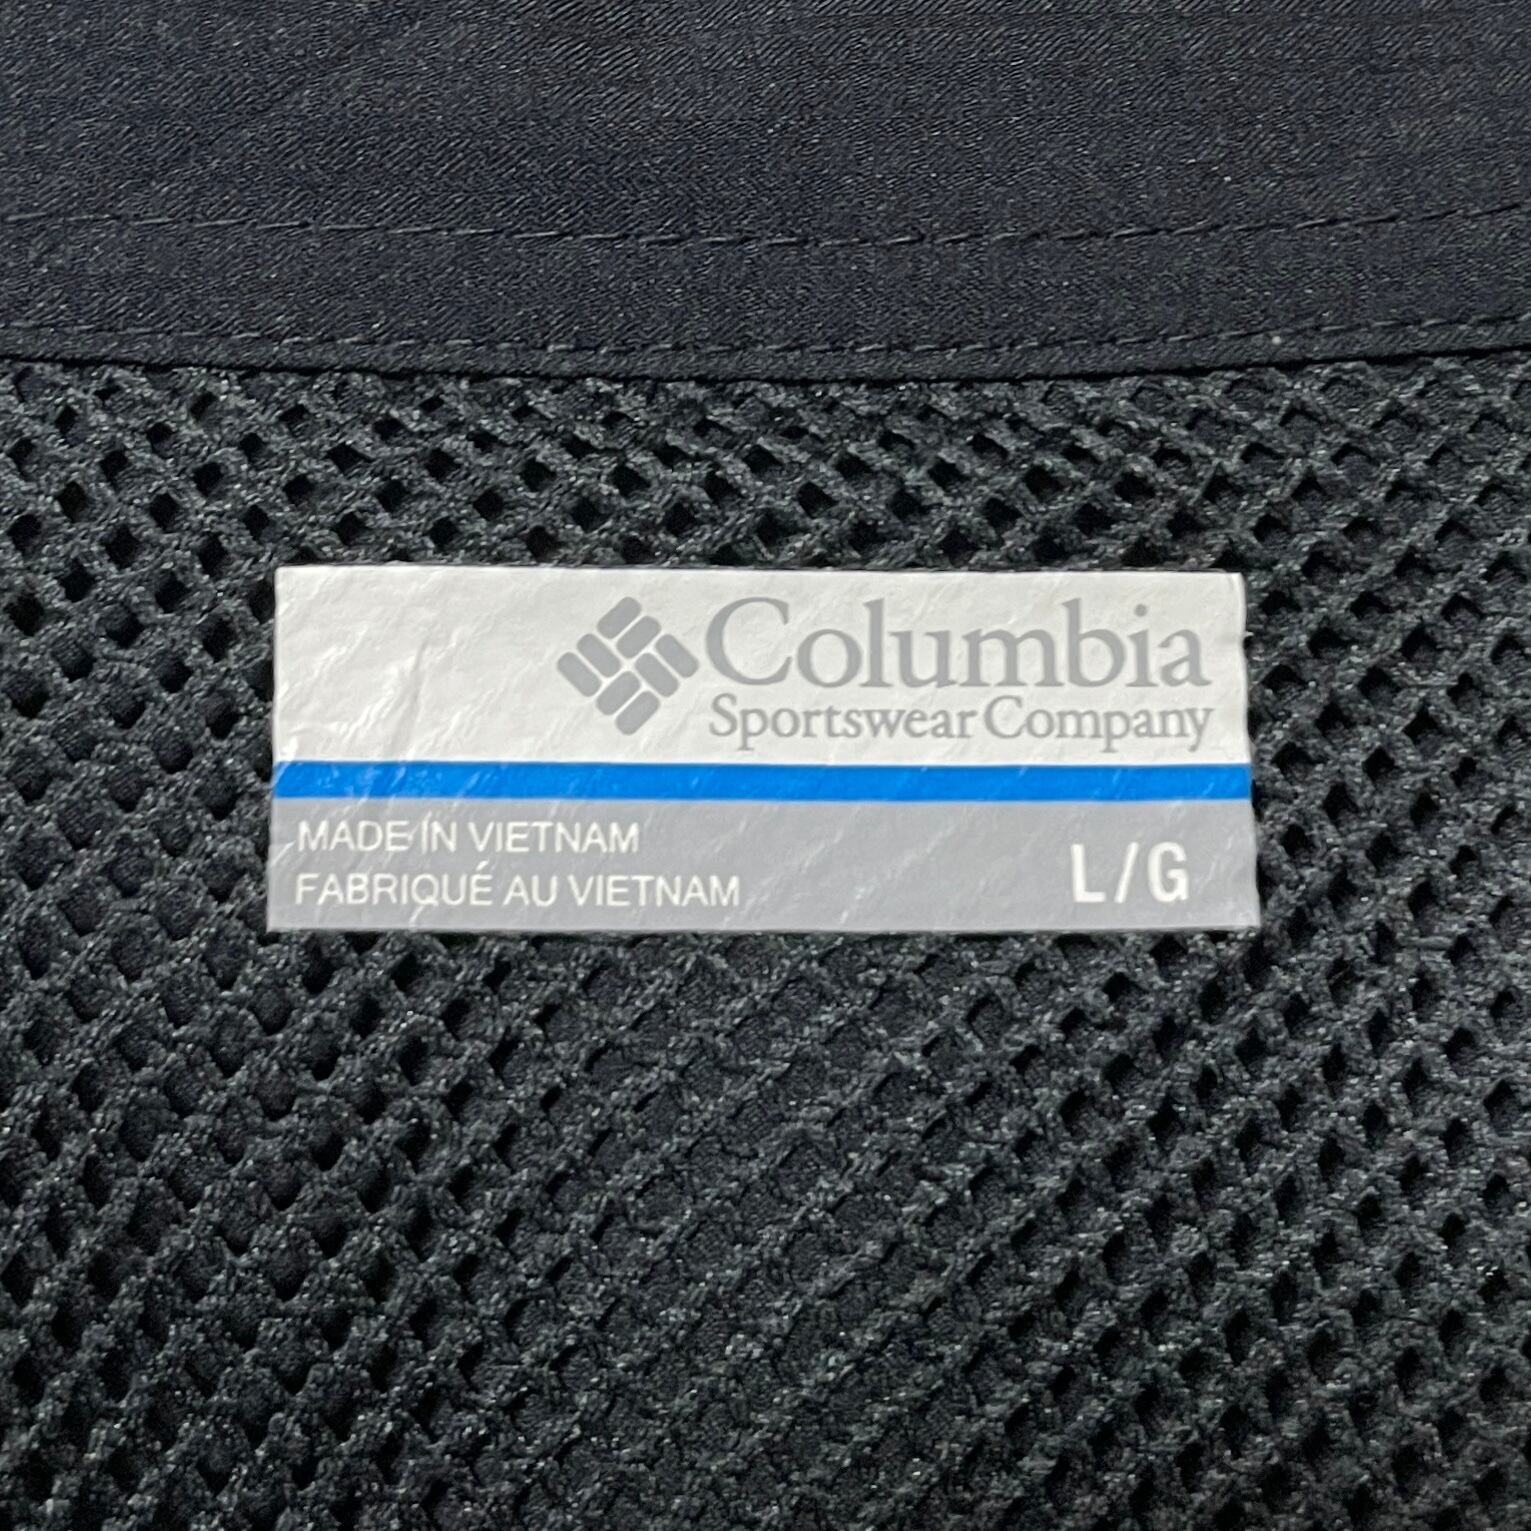 Columbia
Sportswear Company
MADE IN VIETNAM
FABRIQUÉ AU VIETNAM
L/G